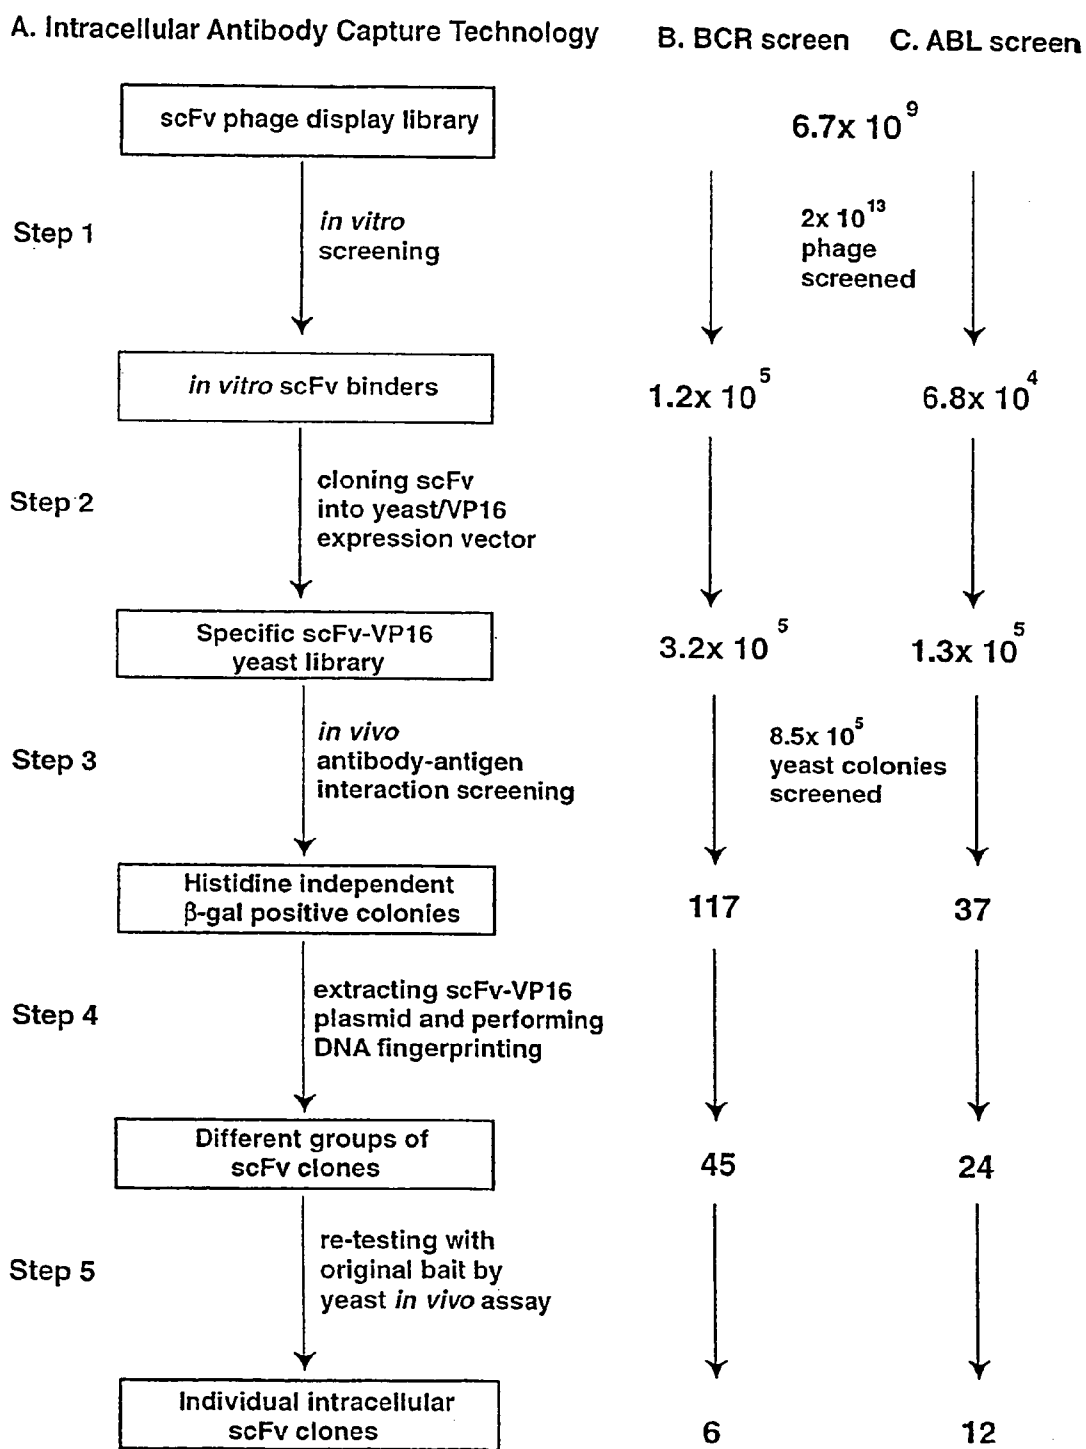 A. Intracellular Antibody Capture Technology
B. BCR screen
C. ABL screen
scFv phage display library
6.7x 10^9
Step 1
in vitro
screening
2x 10^13
phage
screened
in vitro scFv binders
1.2x 10^5
6.8x 10^4
Step 2
cloning scFv
into yeast/VP16
expression vector
Specific scFv-VP16
yeast library
3.2x 10^5
1.3x 10^5
Step 3
in vivo
antibody-antigen
interaction screening
8.5x 10^5
yeast colonies
screened
Histidine independent
β-gal positive colonies
117
37
Step 4
extracting scFv-VP16
plasmid and performing
DNA fingerprinting
Different groups of
scFv clones
45
24
Step 5
re-testing with
original bait by
yeast in vivo assay
Individual intracellular
scFv clones
6
12